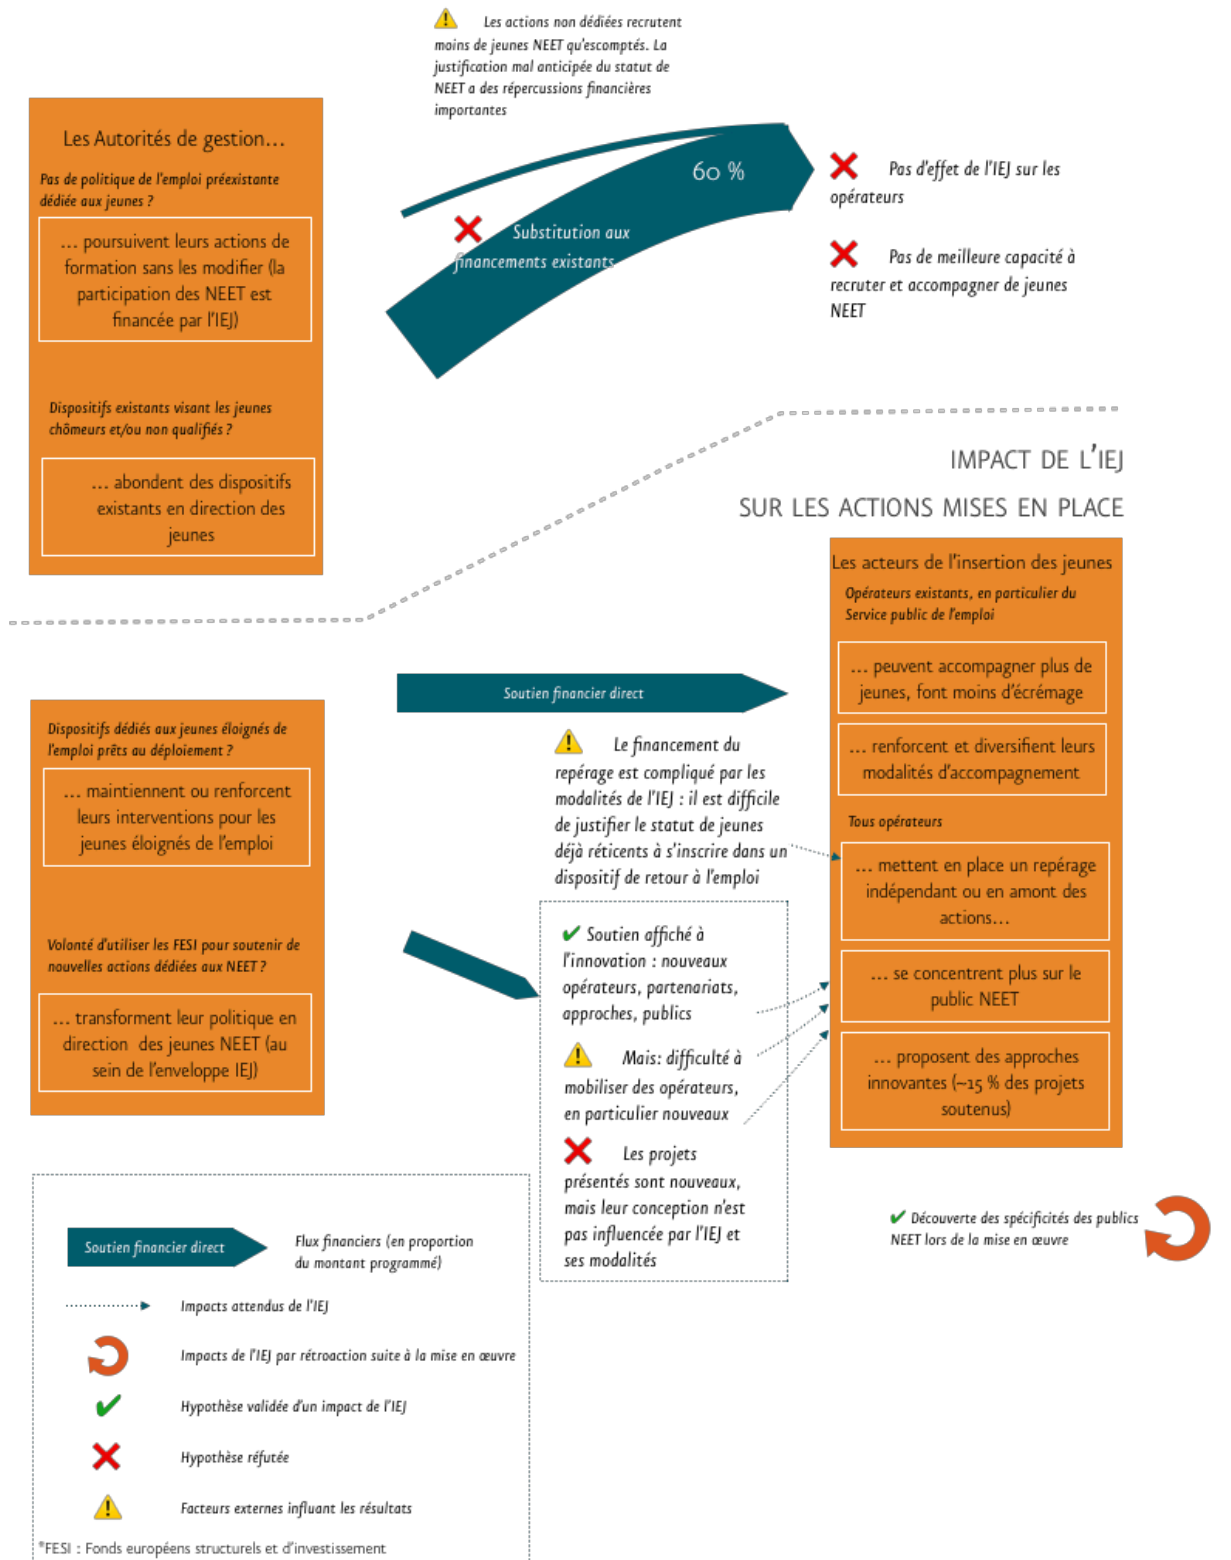 Les actions non dédiées recrutent
moins de jeunes NEET qu'escomptés. La
justification mal anticipée du statut de
NEET a des répercussions financières
importantes
Les Autorités de gestion…
Pas de politique de l'emploi préexistante
dédiée aux jeunes ?
… poursuivent leurs actions de
formation sans les modifier (la
participation des NEET est
financée par l'IEJ)
Dispositifs existants visant les jeunes
chômeurs et/ou non qualifiés ?
… abondent des dispositifs
existants en direction des
jeunes
60 %
Substitution aux
financements existants
Pas d'effet de l'IEJ sur les
opérateurs
Pas de meilleure capacité à
recruter et accompagner de jeunes
NEET
IMPACT DE L'IEJ
SUR LES ACTIONS MISES EN PLACE
Dispositifs dédiés aux jeunes éloignés de
l'emploi prêts au déploiement ?
… maintiennent ou renforcent
leurs interventions pour les
jeunes éloignés de l'emploi
Volonté d'utiliser les FESI pour soutenir de
nouvelles actions dédiées aux NEET ?
… transforment leur politique en
direction des jeunes NEET (au
sein de l'enveloppe IEJ)
Soutien financier direct
Le financement du
repérage est compliqué par les
modalités de l'IEJ : il est difficile
de justifier le statut de jeunes
déjà réticents à s'inscrire dans un
dispositif de retour à l'emploi
Soutien affiché à
l'innovation : nouveaux
opérateurs, partenariats,
approches, publics
Mais: difficulté à
mobiliser des opérateurs,
en particulier nouveaux
Les projets
présentés sont nouveaux,
mais leur conception n'est
pas influencée par l'IEJ et
ses modalités
Les acteurs de l'insertion des jeunes
Opérateurs existants, en particulier du
Service public de l'emploi
… peuvent accompagner plus de
jeunes, font moins d'écrémage
… renforcent et diversifient leurs
modalités d'accompagnement
Tous opérateurs
… mettent en place un repérage
indépendant ou en amont des
actions…
… se concentrent plus sur le
public NEET
… proposent des approches
innovantes (~15 % des projets
soutenus)
Découverte des spécificités des publics
NEET lors de la mise en œuvre
Soutien financier direct
Flux financiers (en proportion
du montant programmé)
Impacts attendus de l'IEJ
Impacts de l'IEJ par rétroaction suite à la mise en œuvre
Hypothèse validée d'un impact de l'IEJ
Hypothèse réfutée
Facteurs externes influant les résultats
*FESI : Fonds européens structurels et d'investissement